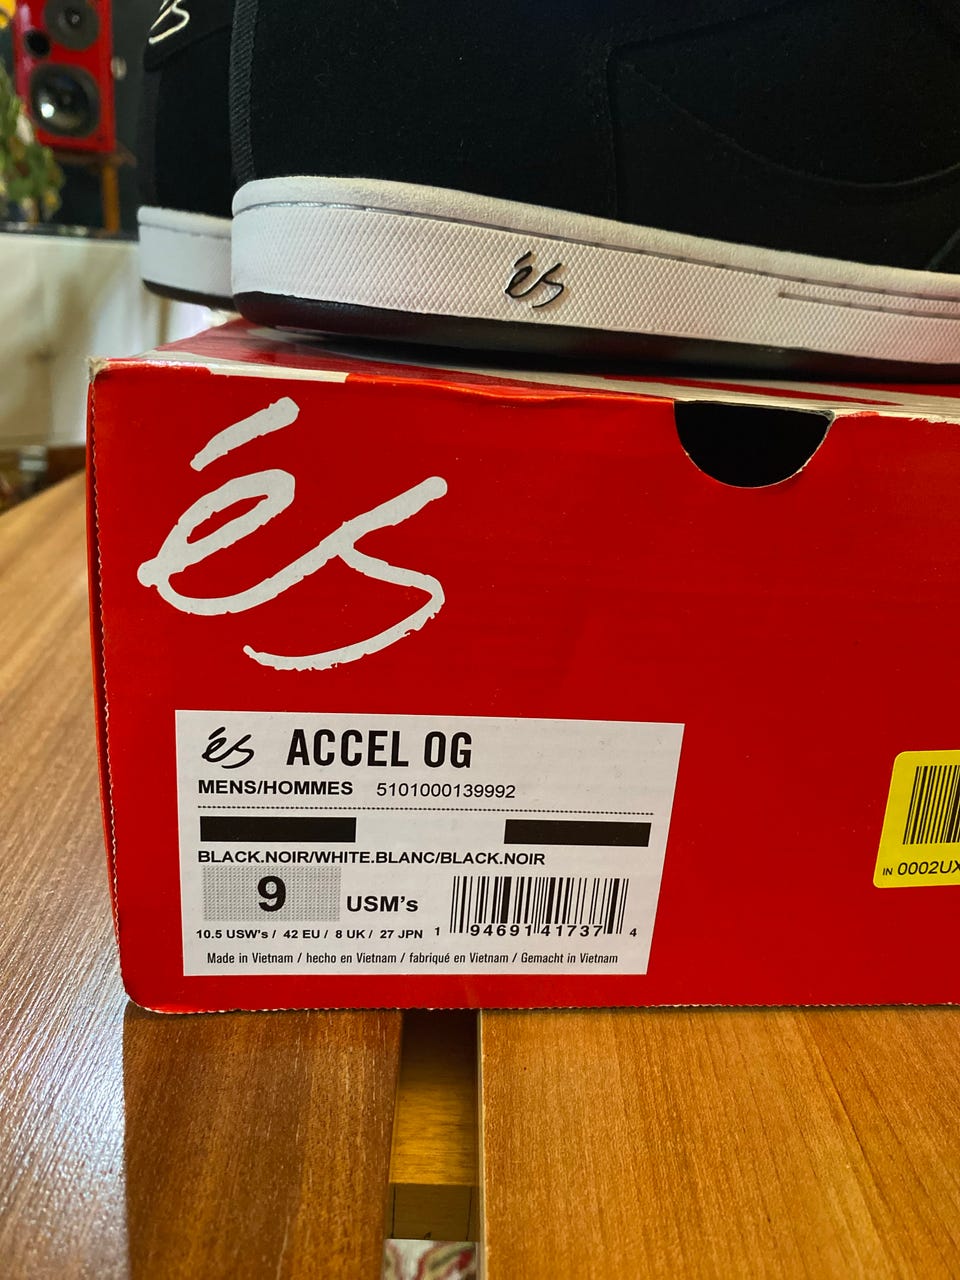 és
és
és
és ACCEL OG
MENS/HOMMES 5101000139992
BLACK.NOIR/WHITE.BLANC/BLACK.NOIR
9 USM's
10.5 USW's / 42 EU / 8 UK / 27 JPN
1 94691 41737 4
Made in Vietnam / hecho en Vietnam / fabriqué en Vietnam / Gemacht in Vietnam
IN 0002UX